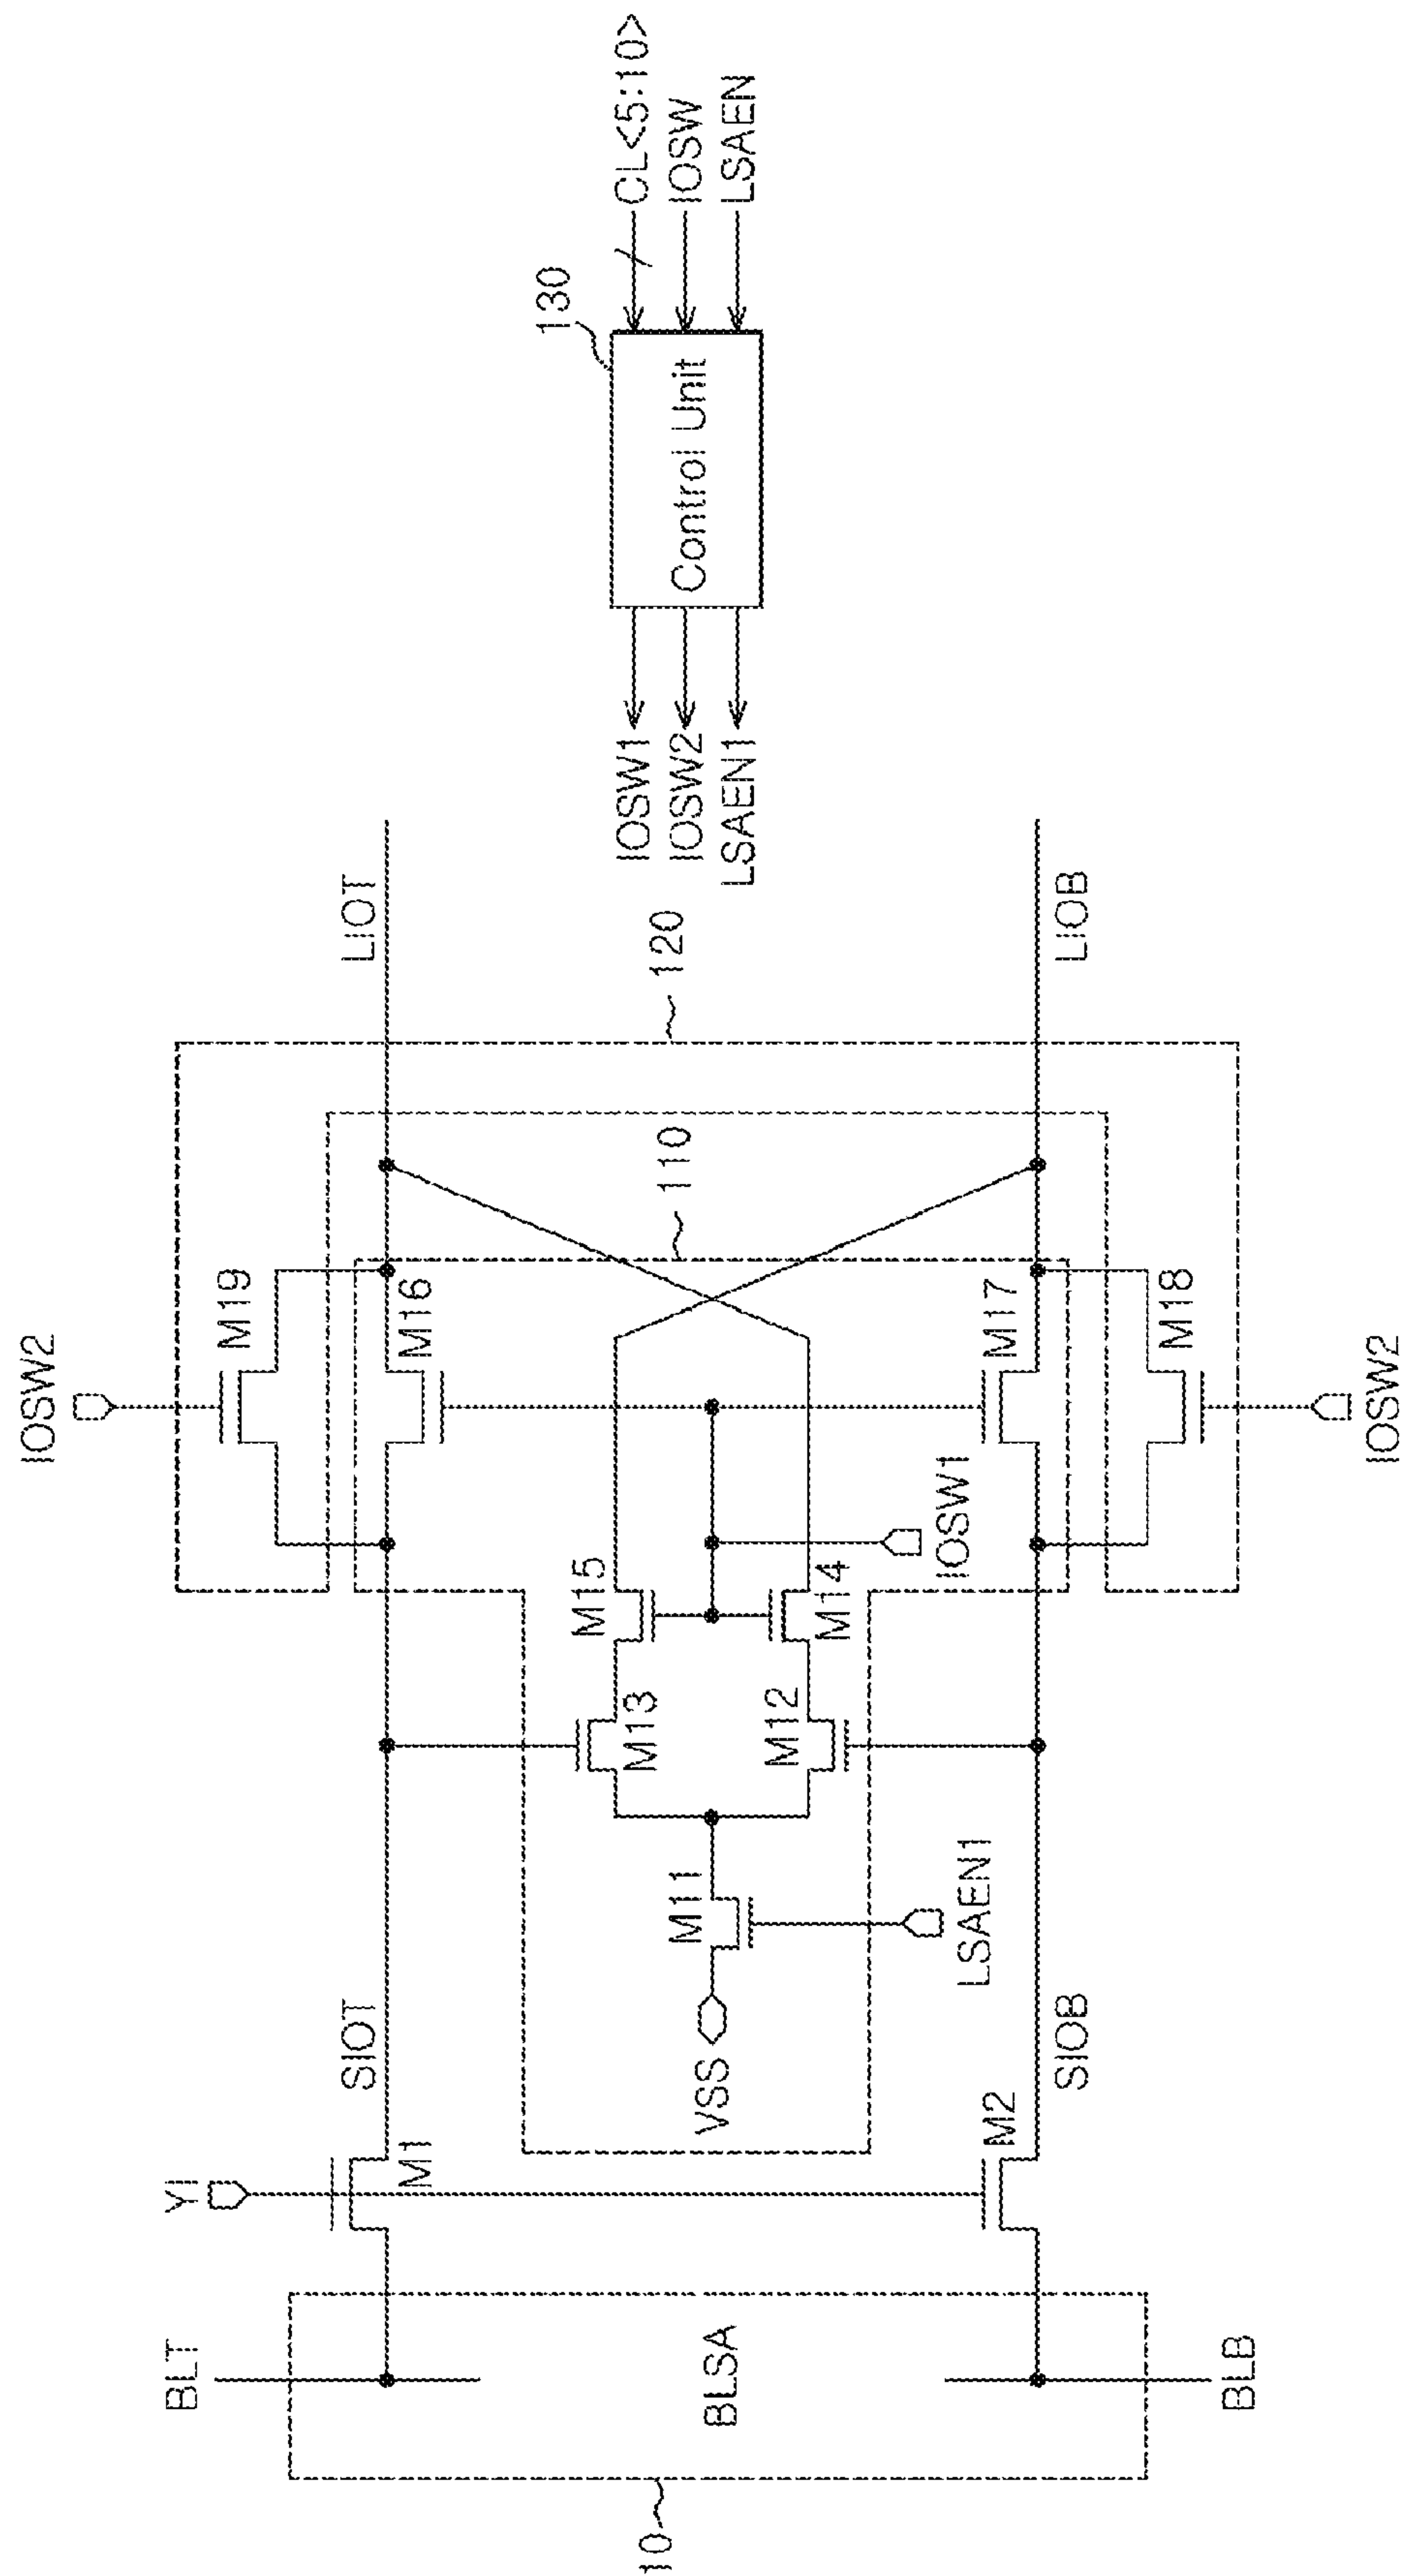 IOSW2
YI
BLT
SIOT
M19
LIOT
M1
M16
120
130
110
M15
M13
IOSW1
IOSW2
LSAEN1
Control Unit
CL<5:10>
IOSW
LSAEN
10
BLSA
VSS
M11
M12
M14
LSAEN1
IOSW1
M2
M17
SIOB
LIOB
M18
BLB
IOSW2